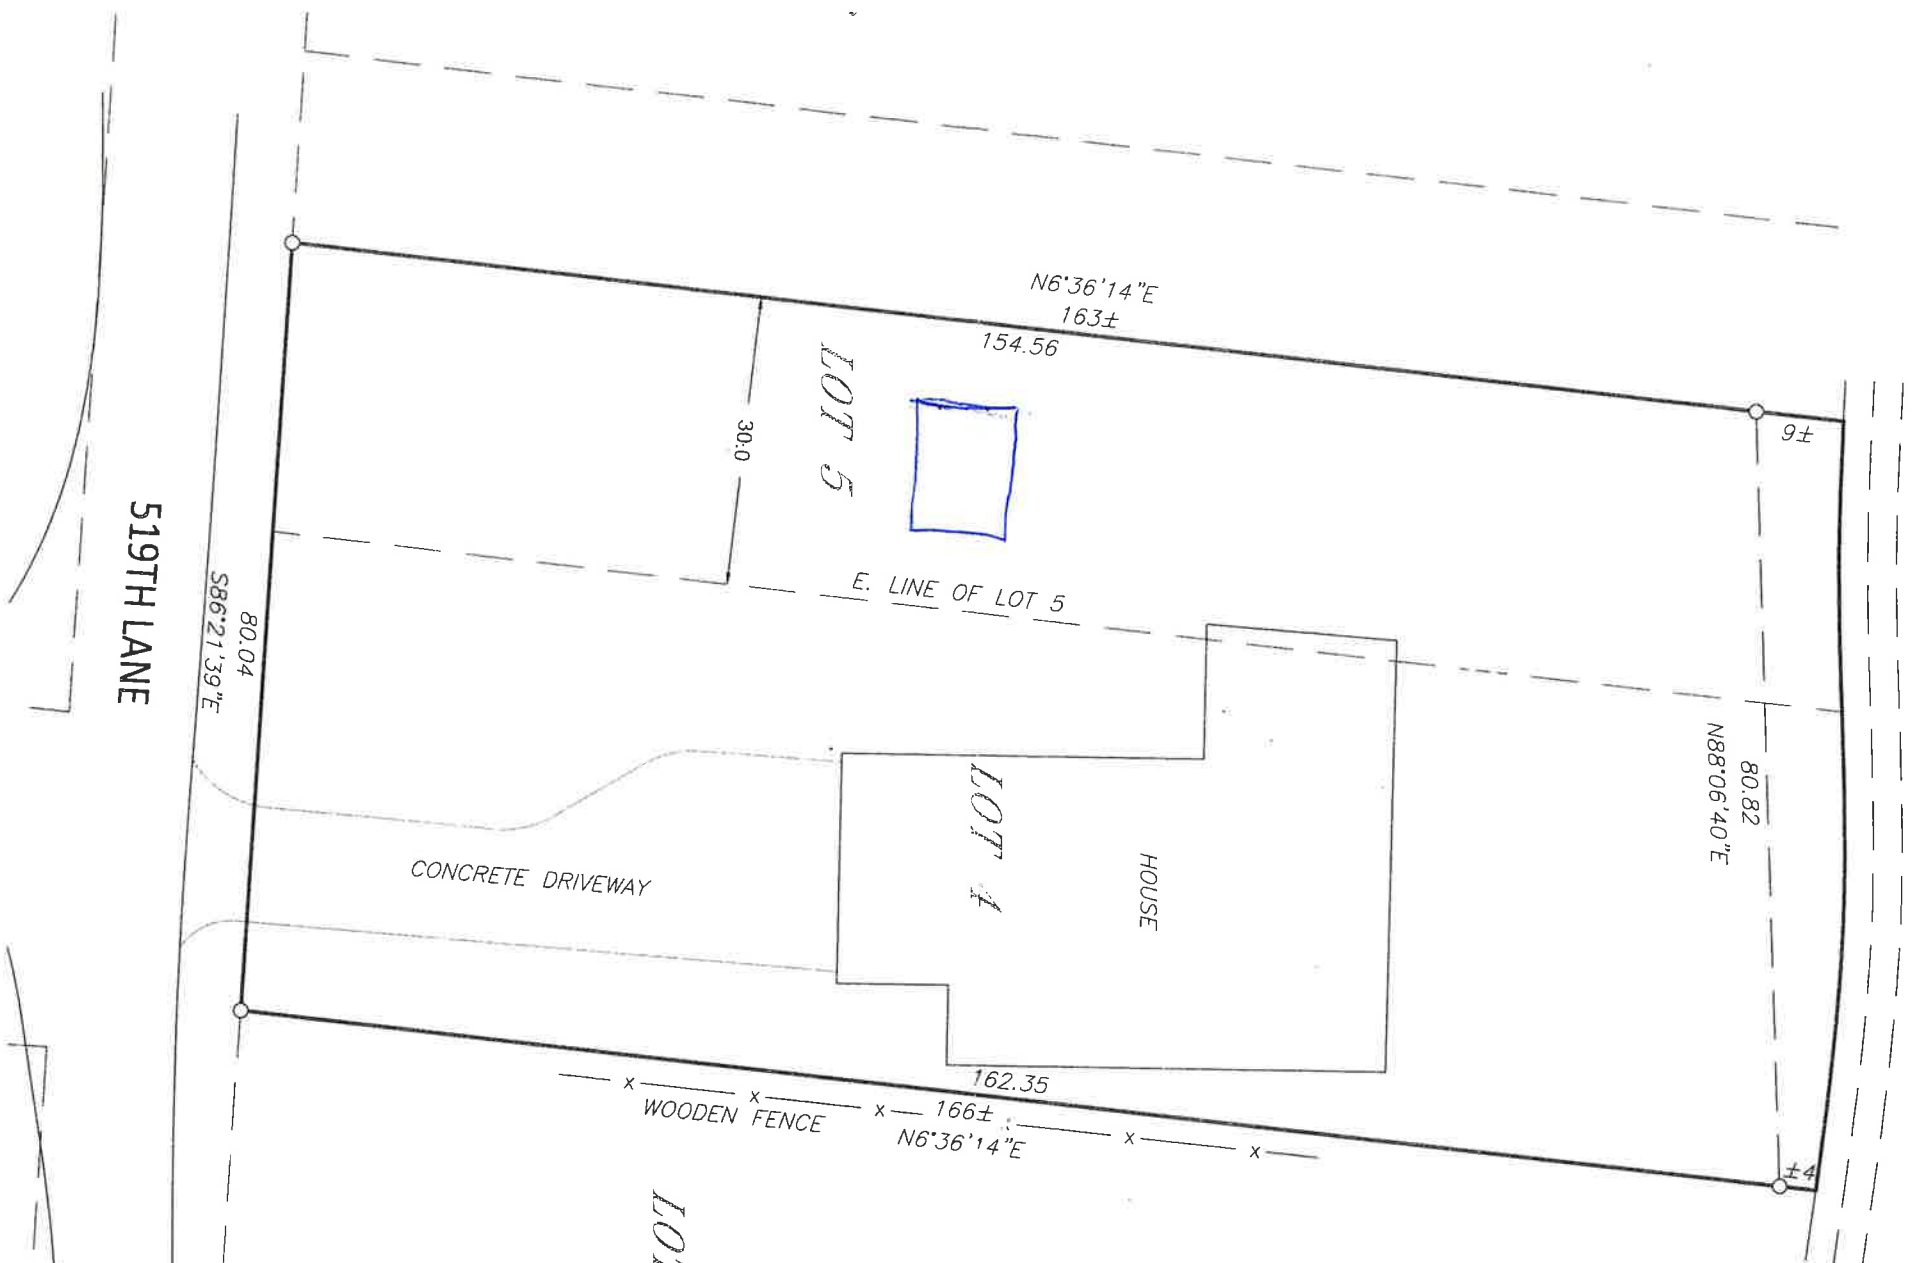 N6°36'14"E
163±
154.56
9±
LOT 5
30.0
E. LINE OF LOT 5
519TH LANE
80.04
S86°21'39"E
80.82
N88°06'40"E
LOT 4
HOUSE
CONCRETE DRIVEWAY
162.35
x x x 166± x x
WOODEN FENCE
N6°36'14"E
±4